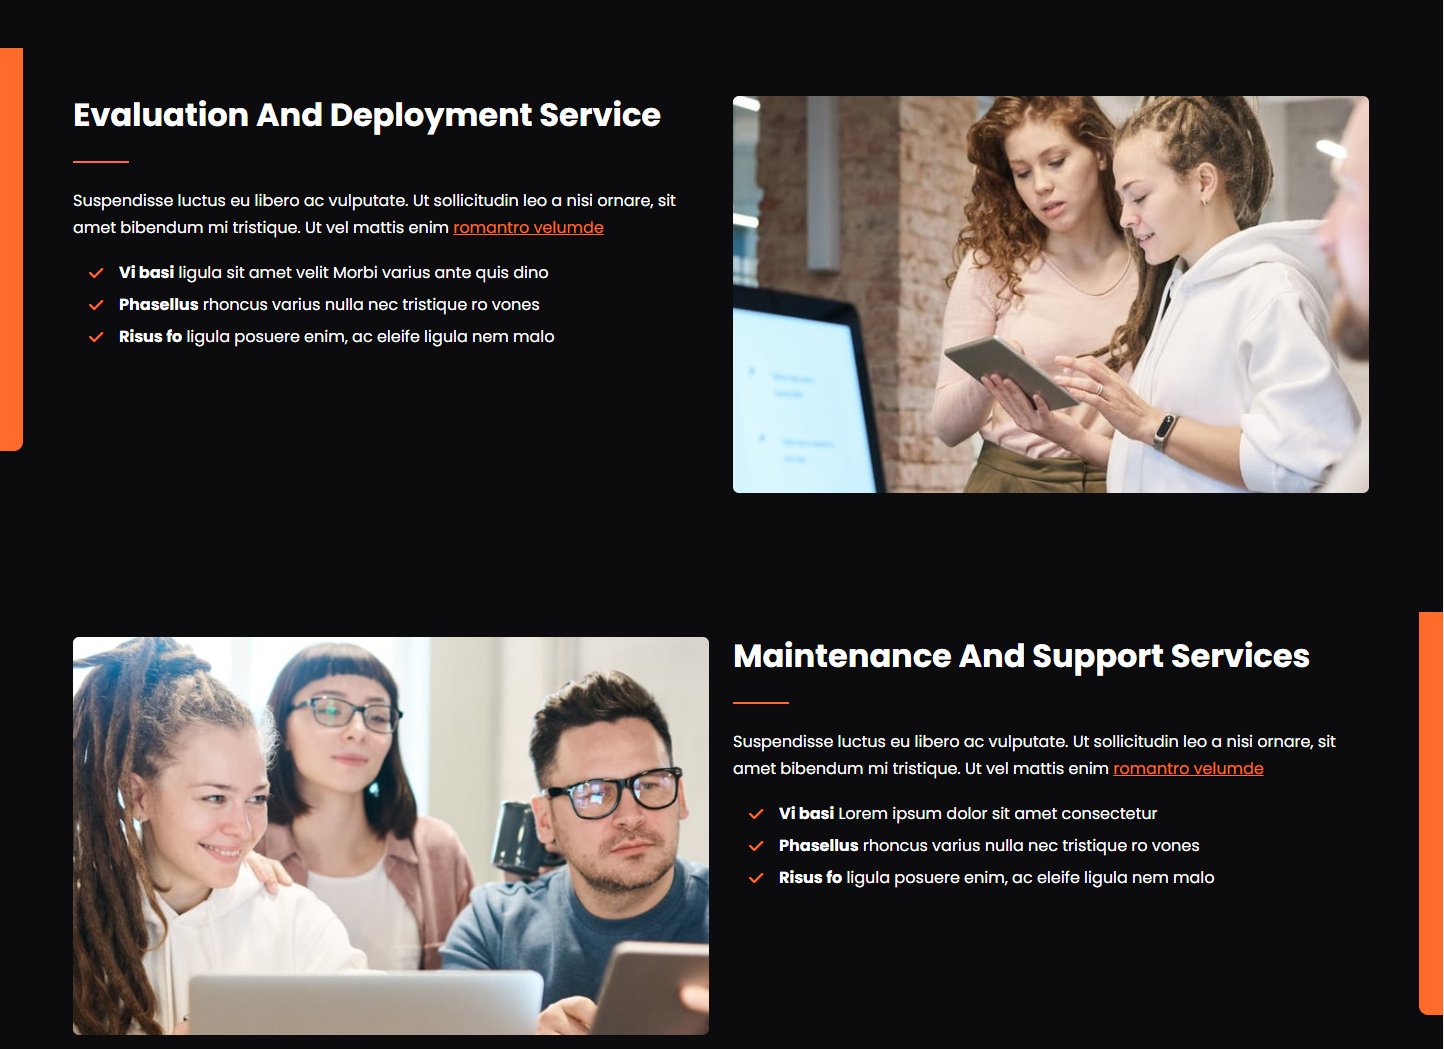 Evaluation And Deployment Service
Suspendisse luctus eu libero ac vulputate. Ut sollicitudin leo a nisi ornare, sit
amet bibendum mi tristique. Ut vel mattis enim romantro velumde
Vi basi ligula sit amet velit Morbi varius ante quis dino
Phasellus rhoncus varius nulla nec tristique ro vones
Risus fo ligula posuere enim, ac eleife ligula nem malo
Maintenance And Support Services
Suspendisse luctus eu libero ac vulputate. Ut sollicitudin leo a nisi ornare, sit
amet bibendum mi tristique. Ut vel mattis enim romantro velumde
Vi basi Lorem ipsum dolor sit amet consectetur
Phasellus rhoncus varius nulla nec tristique ro vones
Risus fo ligula posuere enim, ac eleife ligula nem malo